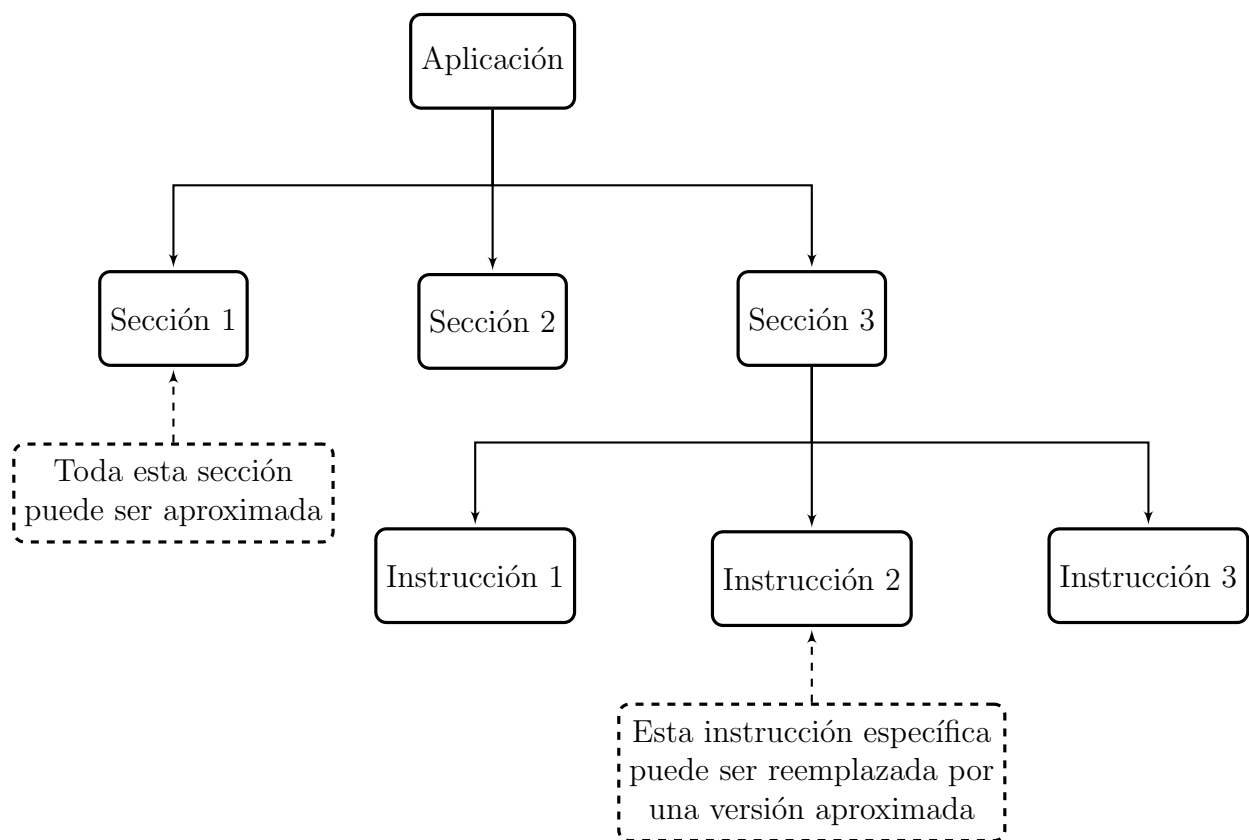 Aplicación
Sección 1
Sección 2
Sección 3
Toda esta sección
puede ser aproximada
Instrucción 1
Instrucción 2
Instrucción 3
Esta instrucción específica
puede ser reemplazada por
una versión aproximada